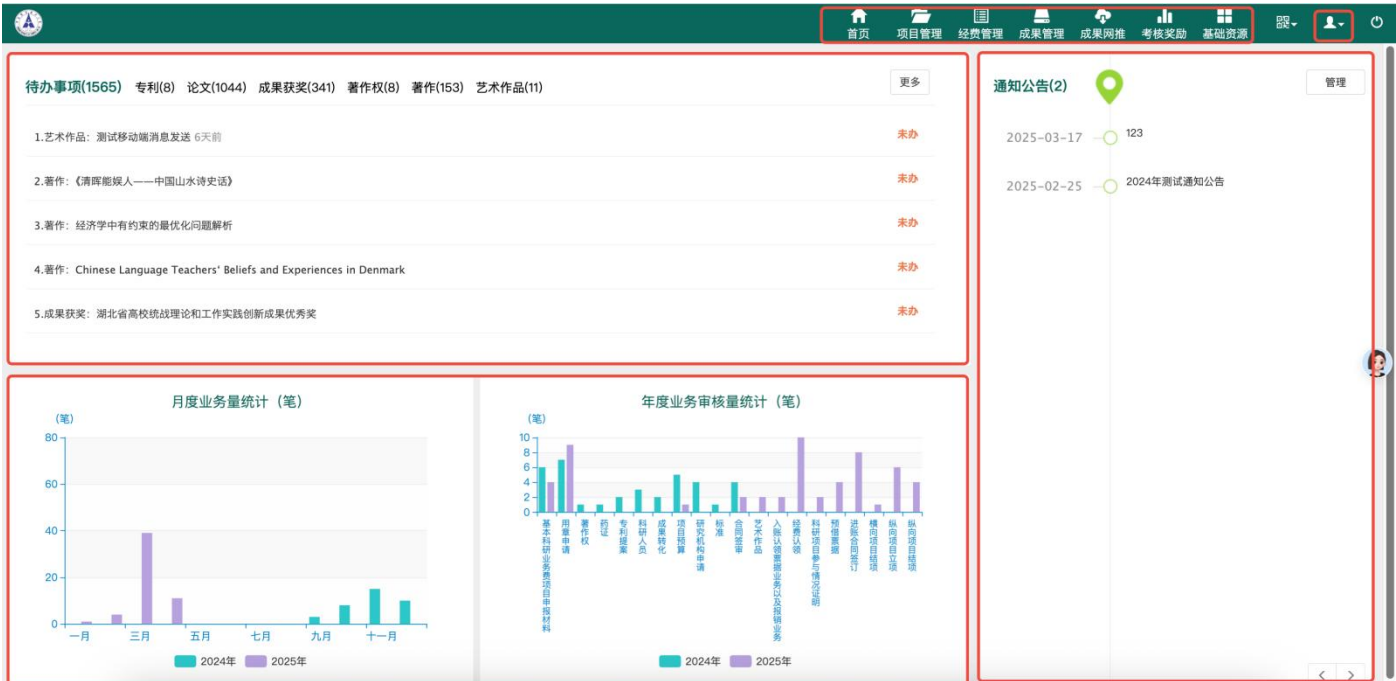 首页 项目管理 经费管理 成果管理 成果网推 考核奖励 基础资源
待办事项(1565) 专利(8) 论文(1044) 成果获奖(341) 著作权(8) 著作(153) 艺术作品(11) 更多
1.艺术作品：测试移动端消息发送 6天前 未办
2.著作：《清晖能娱人——中国山水诗史话》 未办
3.著作：经济学中有约束的最优化问题解析 未办
4.著作：Chinese Language Teachers' Beliefs and Experiences in Denmark 未办
5.成果获奖：湖北省高校统战理论和工作实践创新成果优秀奖 未办
通知公告(2) 管理
2025-03-17 123
2025-02-25 2024年测试通知公告
月度业务量统计（笔）
（笔）
80
60
40
20
0
一月 三月 五月 七月 九月 十一月
2024年 2025年
年度业务审核量统计（笔）
（笔）
10
8
6
4
2
0
基本科研业务费项目申报材料
用章申请
著作权
药证
专利提案
科研人员
成果转化
项目预算
研究机构申请
标准
合同签审
艺术作品
入账认领票据业务以及报销业务
经费认领
科研项目参与情况证明
预借票据
进账合同签订
横向项目结项
纵向项目立项
纵向项目结项
2024年 2025年